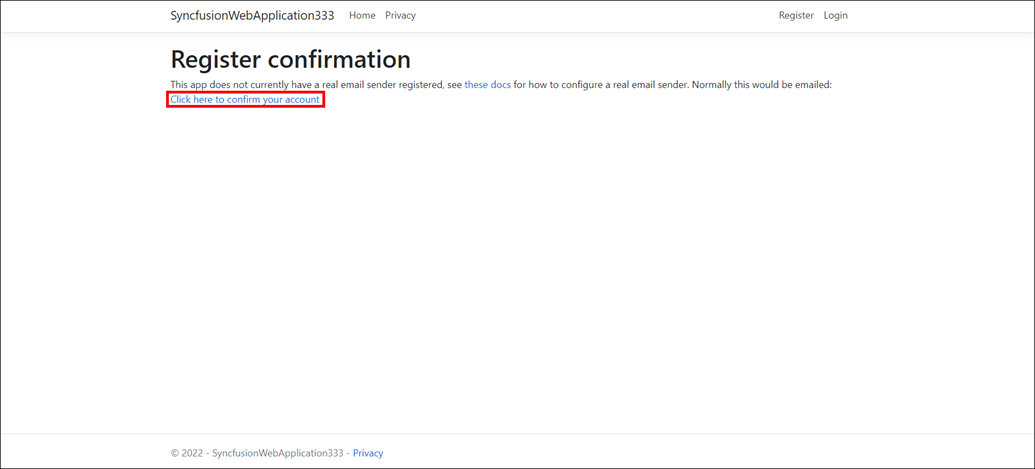 SyncfusionWebApplication333 Home Privacy Register Login
Register confirmation
This app does not currently have a real email sender registered, see these docs for how to configure a real email sender. Normally this would be emailed:
Click here to confirm your account
© 2022 - SyncfusionWebApplication333 - Privacy